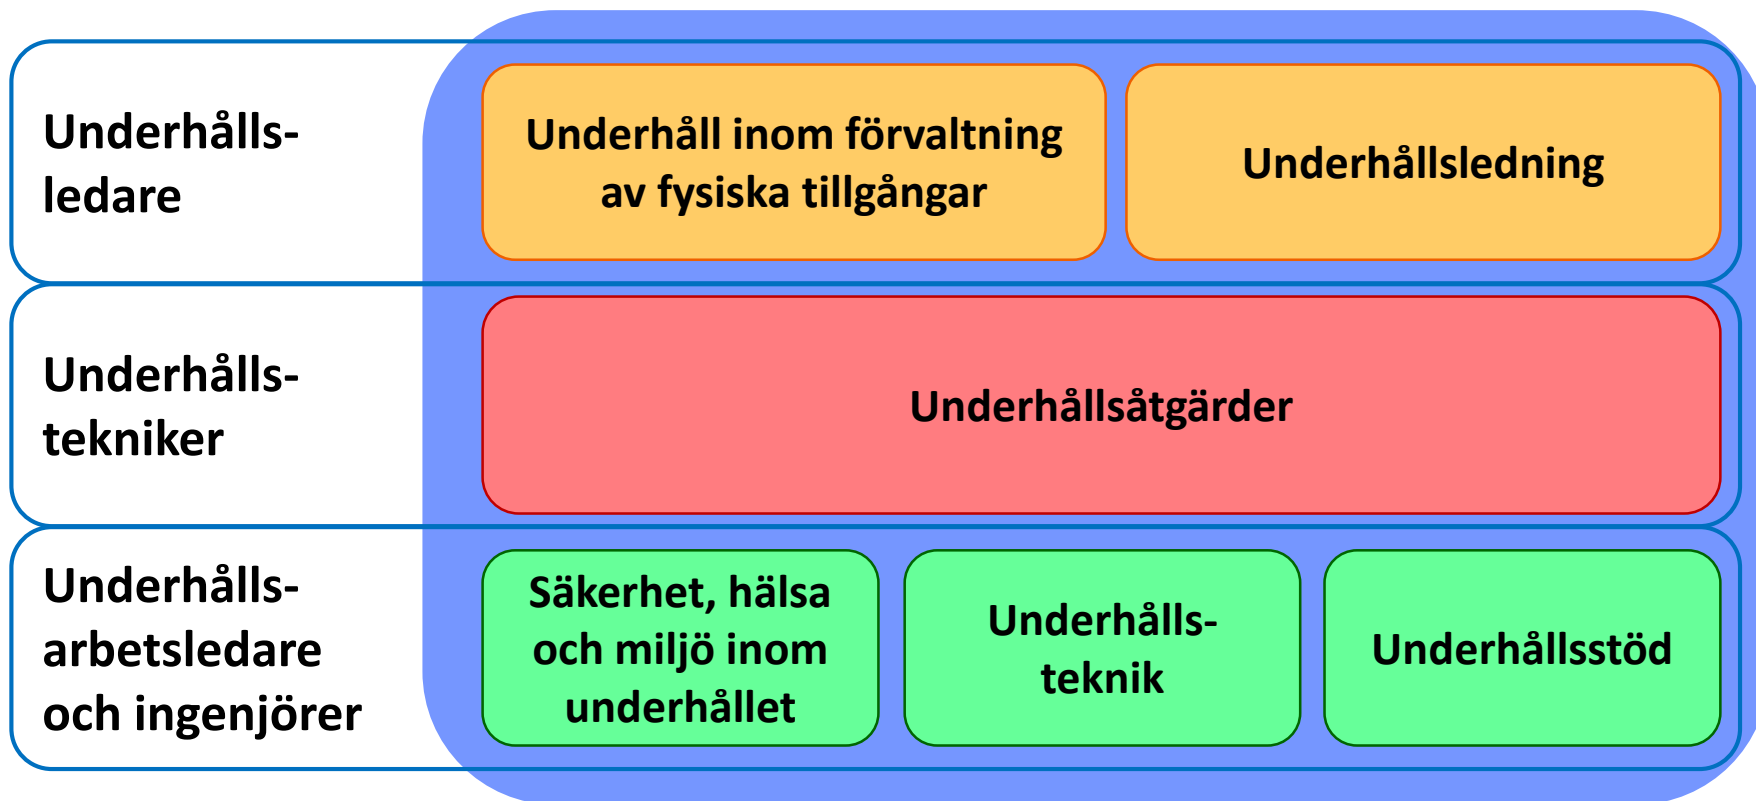 Underhålls-
ledare
Underhåll inom förvaltning
av fysiska tillgångar
Underhållsledning
Underhålls-
tekniker
Underhållsåtgärder
Underhålls-
arbetsledare
och ingenjörer
Säkerhet, hälsa
och miljö inom
underhållet
Underhålls-
teknik
Underhållsstöd